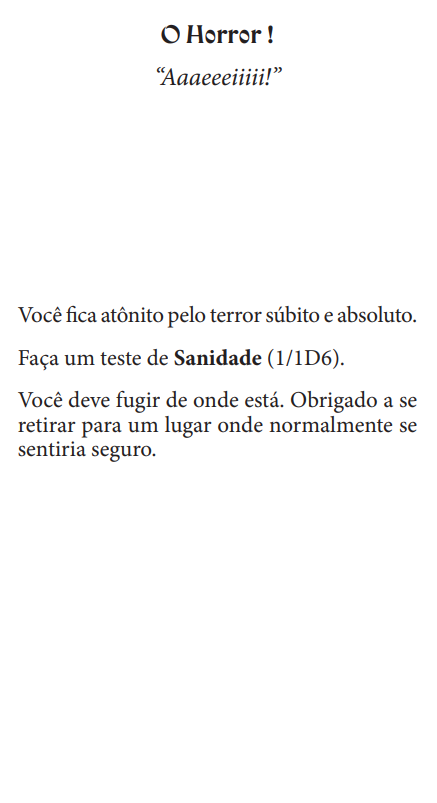 O Horror !
“Aaaeeeiiiii!”
Você fica atônito pelo terror súbito e absoluto.
Faça um teste de Sanidade (1/1D6).
Você deve fugir de onde está. Obrigado a se
retirar para um lugar onde normalmente se
sentiria seguro.